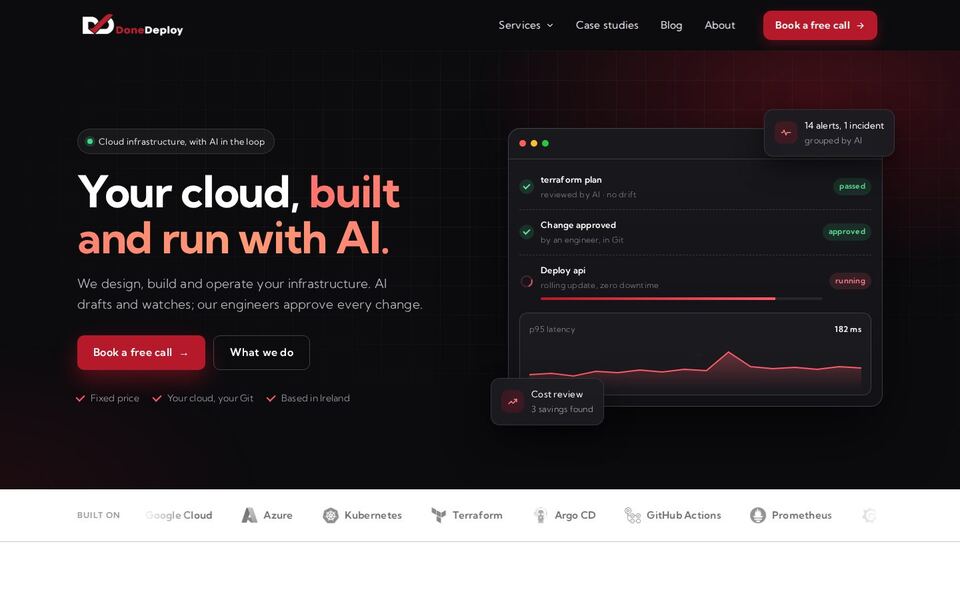 DoneDeploy
Services
Case studies
Blog
About
Book a free call →
Cloud infrastructure, with AI in the loop
Your cloud, built
and run with AI.
We design, build and operate your infrastructure. AI
drafts and watches; our engineers approve every change.
Book a free call →
What we do
Fixed price
Your cloud, your Git
Based in Ireland
14 alerts, 1 incident
grouped by AI
terraform plan
reviewed by AI · no drift
passed
Change approved
by an engineer, in Git
approved
Deploy api
rolling update, zero downtime
running
p95 latency
182 ms
Cost review
3 savings found
BUILT ON
Google Cloud
Azure
Kubernetes
Terraform
Argo CD
GitHub Actions
Prometheus